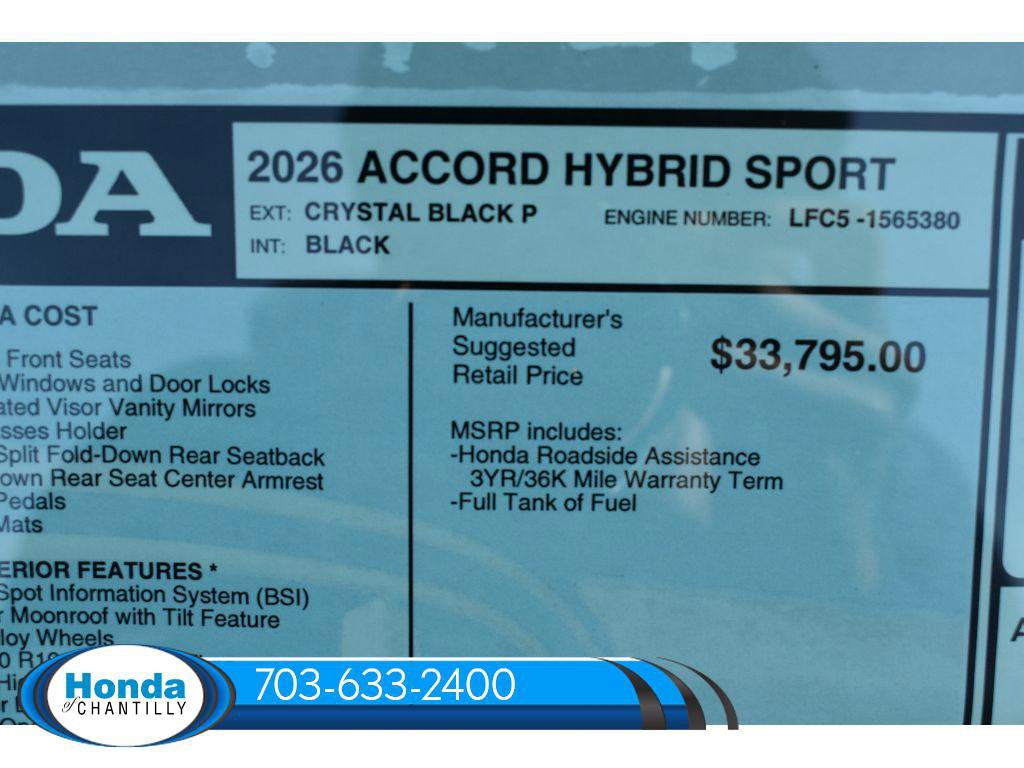 DA
2026 ACCORD HYBRID SPORT
EXT: CRYSTAL BLACK P
ENGINE NUMBER: LFC5 -1565380
INT: BLACK
A COST
Front Seats
Windows and Door Locks
ated Visor Vanity Mirrors
sses Holder
Split Fold-Down Rear Seatback
own Rear Seat Center Armrest
Pedals
Mats
ERIOR FEATURES *
Spot Information System (BSI)
r Moonroof with Tilt Feature
loy Wheels
Manufacturer's
Suggested
Retail Price
$33,795.00
MSRP includes:
-Honda Roadside Assistance
3YR/36K Mile Warranty Term
-Full Tank of Fuel
A
Honda
of CHANTILLY
703-633-2400